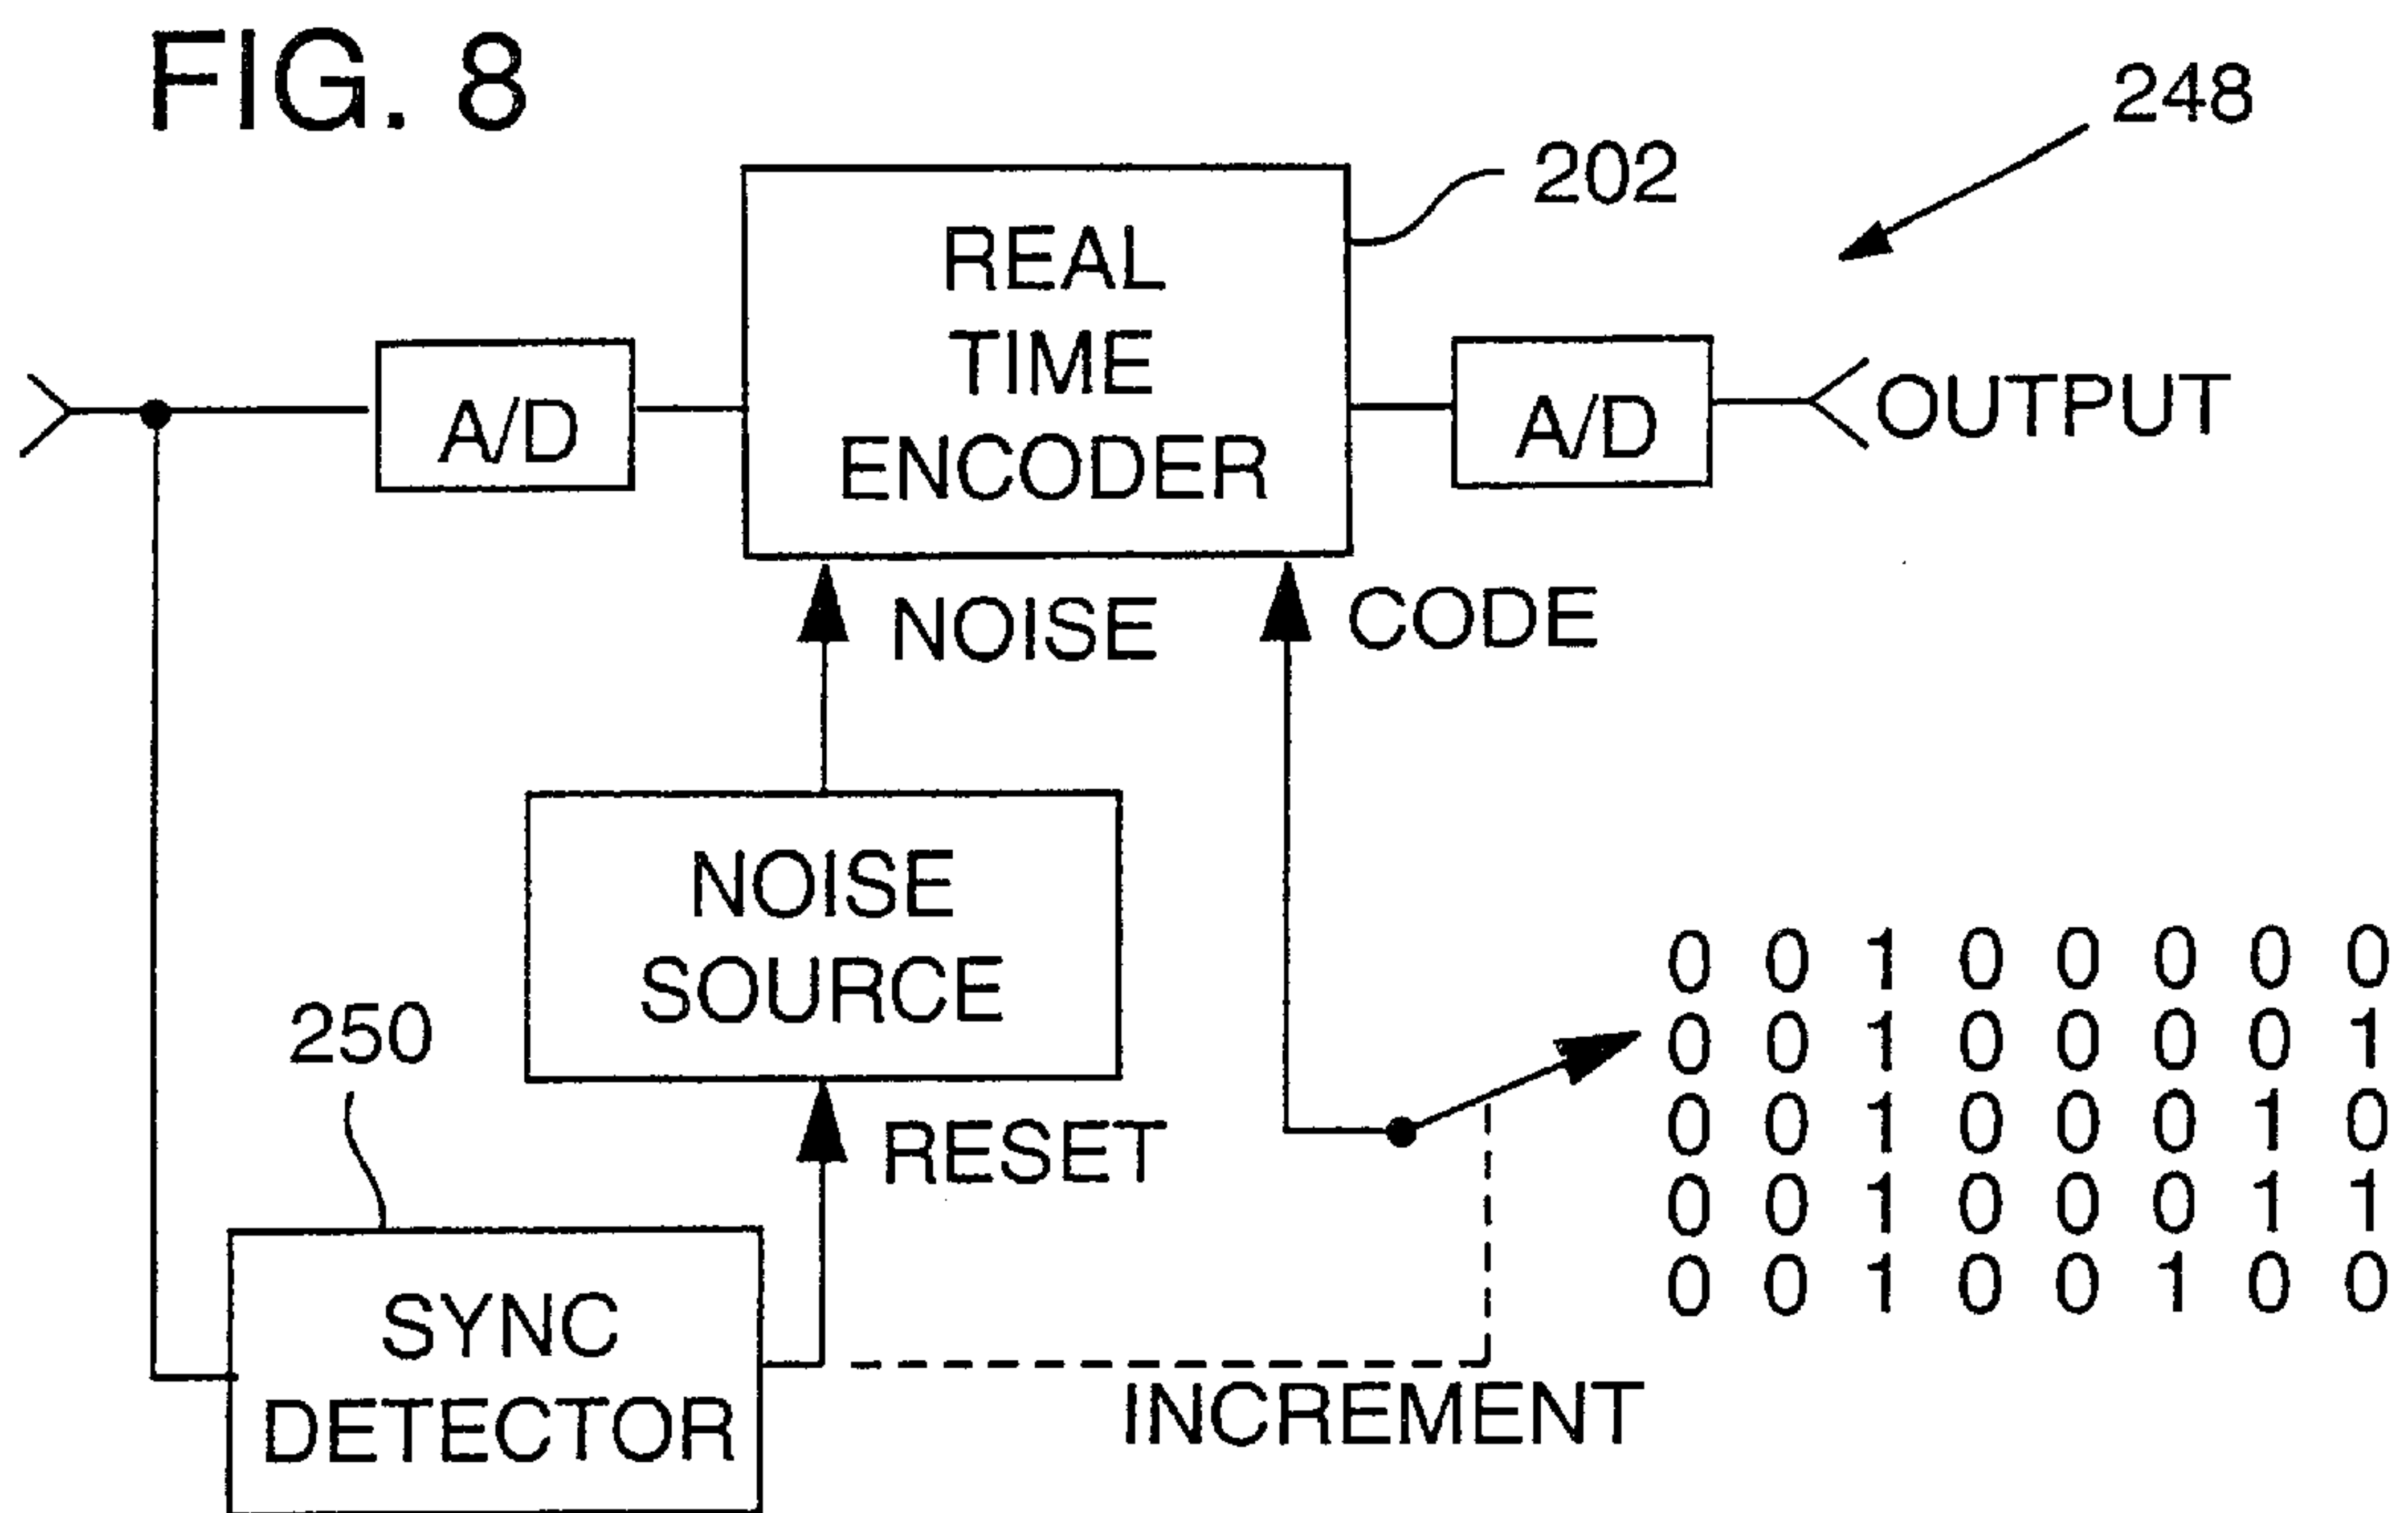 FIG. 8
248
202
REAL
TIME
ENCODER
A/D
A/D
OUTPUT
NOISE
CODE
NOISE
SOURCE
250
RESET
0 0 1 0 0 0 0 0
0 0 1 0 0 0 0 1
0 0 1 0 0 0 1 0
0 0 1 0 0 0 1 1
0 0 1 0 0 1 0 0
SYNC
DETECTOR
INCREMENT